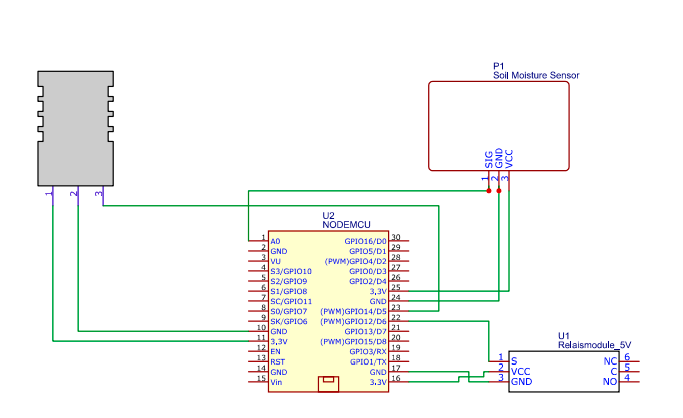 P1
Soil Moisture Sensor
SIG
GND
VCC
1
2
3
1
2
3
U2
NODEMCU
1 A0 GPIO16/D0 30
2 GND GPIO5/D1 29
3 VU (PWM)GPIO4/D2 28
4 S3/GPIO10 GPIO0/D3 27
5 S2/GPIO9 GPIO2/D4 26
6 S1/GPIO8 3.3V 25
7 SC/GPIO11 GND 24
8 S0/GPIO7 (PWM)GPIO14/D5 23
9 SK/GPIO6 (PWM)GPIO12/D6 22
10 GND GPIO13/D7 21
11 3,3V (PWM)GPIO15/D8 20
12 EN GPIO3/RX 19
13 RST GPIO1/TX 18
14 GND GND 17
15 Vin 3.3V 16
U1
Relaismodule_5V
1 S NC 6
2 VCC C 5
3 GND NO 4